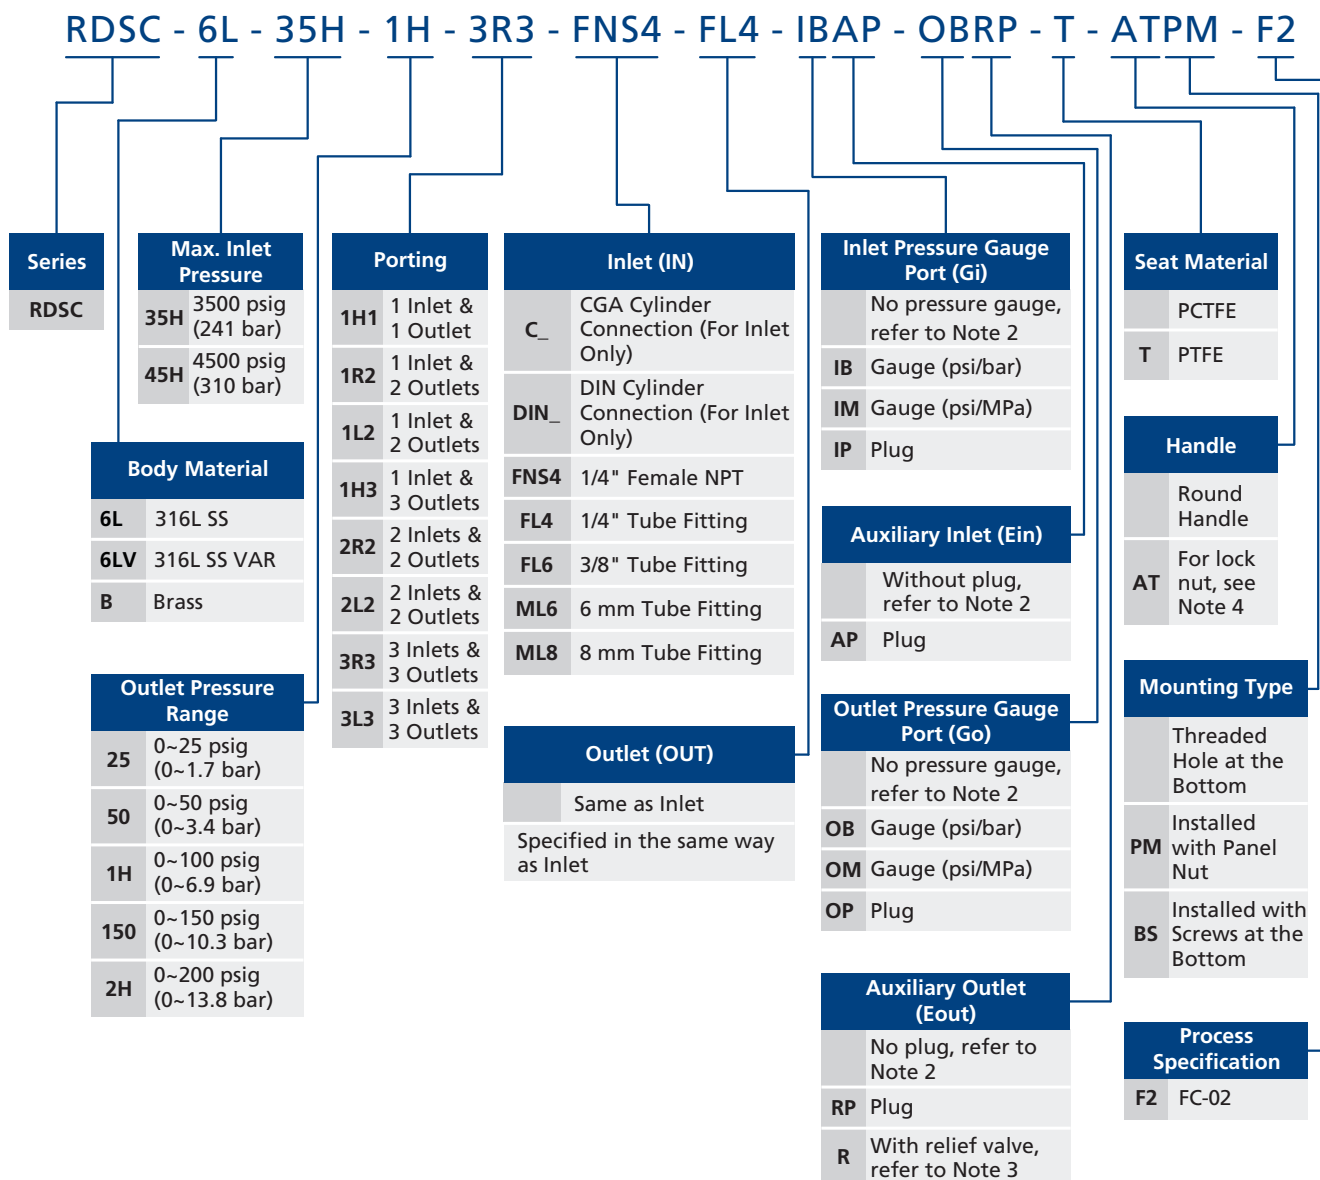 RDSC - 6L - 35H - 1H - 3R3 - FNS4 - FL4 - IBAP - OBRP - T - ATPM - F2
Series
RDSC
Max. Inlet
Pressure
35H 3500 psig
(241 bar)
45H 4500 psig
(310 bar)
Body Material
6L 316L SS
6LV 316L SS VAR
B Brass
Outlet Pressure
Range
25 0~25 psig
(0~1.7 bar)
50 0~50 psig
(0~3.4 bar)
1H 0~100 psig
(0~6.9 bar)
150 0~150 psig
(0~10.3 bar)
2H 0~200 psig
(0~13.8 bar)
Porting
1H1 1 Inlet &
1 Outlet
1R2 1 Inlet &
2 Outlets
1L2 1 Inlet &
2 Outlets
1H3 1 Inlet &
3 Outlets
2R2 2 Inlets &
2 Outlets
2L2 2 Inlets &
2 Outlets
3R3 3 Inlets &
3 Outlets
3L3 3 Inlets &
3 Outlets
Inlet (IN)
C_ CGA Cylinder
Connection (For Inlet
Only)
DIN_ DIN Cylinder
Connection (For Inlet
Only)
FNS4 1/4" Female NPT
FL4 1/4" Tube Fitting
FL6 3/8" Tube Fitting
ML6 6 mm Tube Fitting
ML8 8 mm Tube Fitting
Outlet (OUT)
Same as Inlet
Specified in the same way
as Inlet
Inlet Pressure Gauge
Port (Gi)
No pressure gauge,
refer to Note 2
IB Gauge (psi/bar)
IM Gauge (psi/MPa)
IP Plug
Auxiliary Inlet (Ein)
Without plug,
refer to Note 2
AP Plug
Outlet Pressure Gauge
Port (Go)
No pressure gauge,
refer to Note 2
OB Gauge (psi/bar)
OM Gauge (psi/MPa)
OP Plug
Auxiliary Outlet
(Eout)
No plug, refer to
Note 2
RP Plug
R With relief valve,
refer to Note 3
Seat Material
PCTFE
T PTFE
Handle
Round
Handle
AT For lock
nut, see
Note 4
Mounting Type
Threaded
Hole at the
Bottom
PM Installed
with Panel
Nut
BS Installed with
Screws at the
Bottom
Process
Specification
F2 FC-02